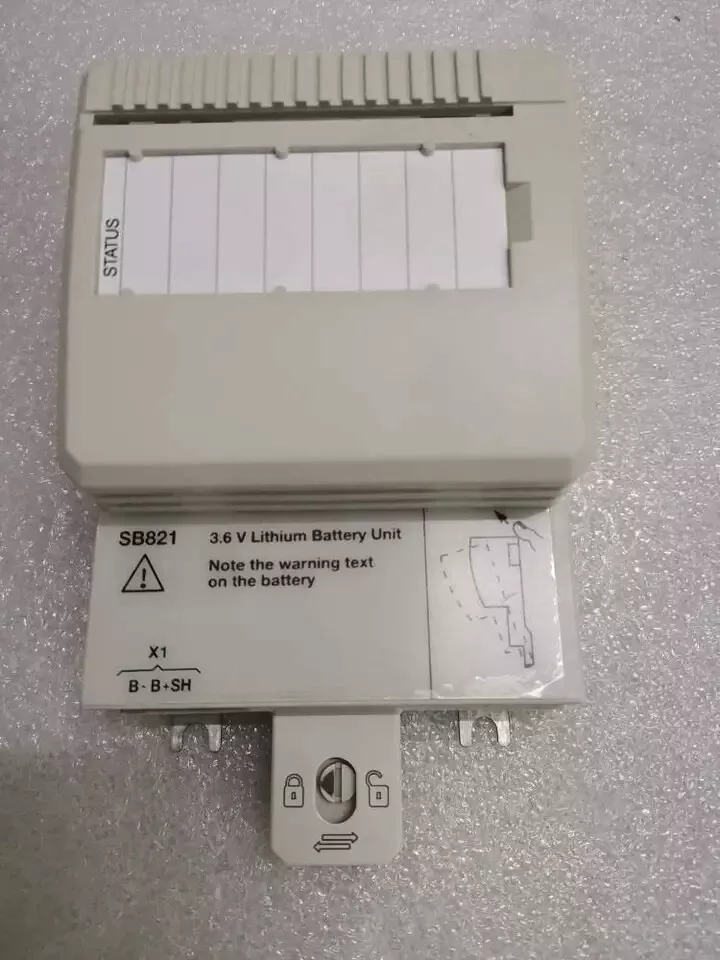 STATUS
SB821 3.6 V Lithium Battery Unit
Note the warning text
on the battery
X1
B- B+SH